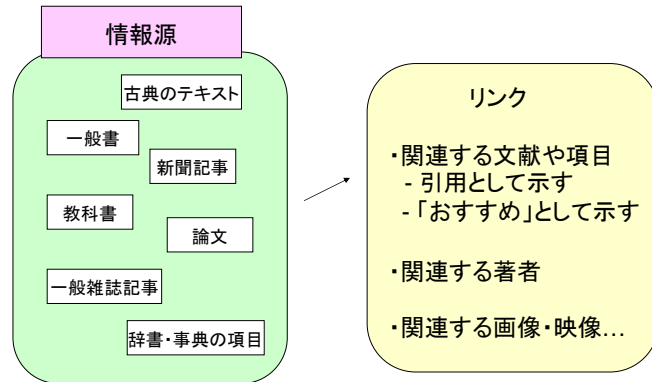 情報源
古典のテキスト
一般書
新聞記事
教科書
論文
一般雑誌記事
辞書・事典の項目
リンク
・関連する文献や項目
- 引用として示す
-「おすすめ」として示す
・関連する著者
・関連する画像・映像…